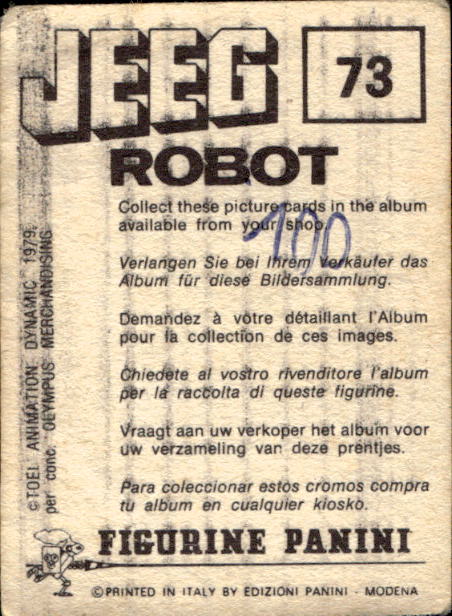 JEEG
73
ROBOT
Collect these picture cards in the album
available from your shop.
100
Verlangen Sie bei Ihrem Verkäufer das
Album für diese Bildersammlung.
Demandez à vôtre détaillant l'Album
pour la collection de ces images.
Chiedete al vostro rivenditore l'album
per la raccolta di queste figurine.
Vraagt aan uw verkoper het album voor
uw verzameling van deze prentjes.
Para coleccionar estos cromos compra
tu album en cualquier kiosko.
©TOEI ANIMATION DYNAMIC 1979.
per conc. OLYMPUS MERCHANDISING
FIGURINE PANINI
©PRINTED IN ITALY BY EDIZIONI PANINI - MODENA